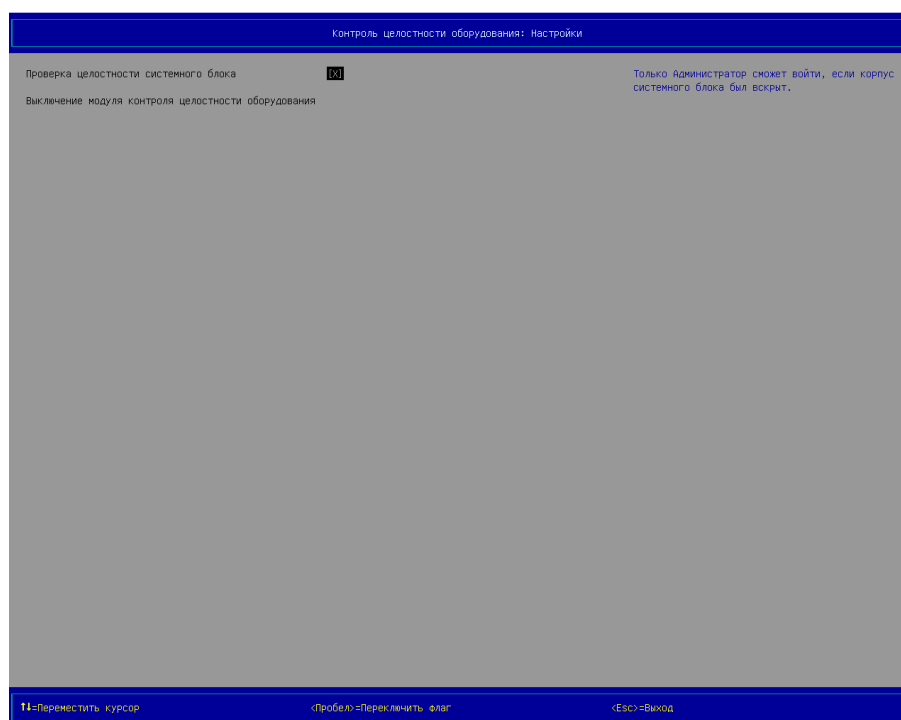 Контроль целостности оборудования: Настройки
Проверка целостности системного блока [X]
Только Администратор сможет войти, если корпус
системного блока был вскрыт.
Выключение модуля контроля целостности оборудования
↑↓=Переместить курсор <Пробел>=Переключить флаг <Esc>=Выход